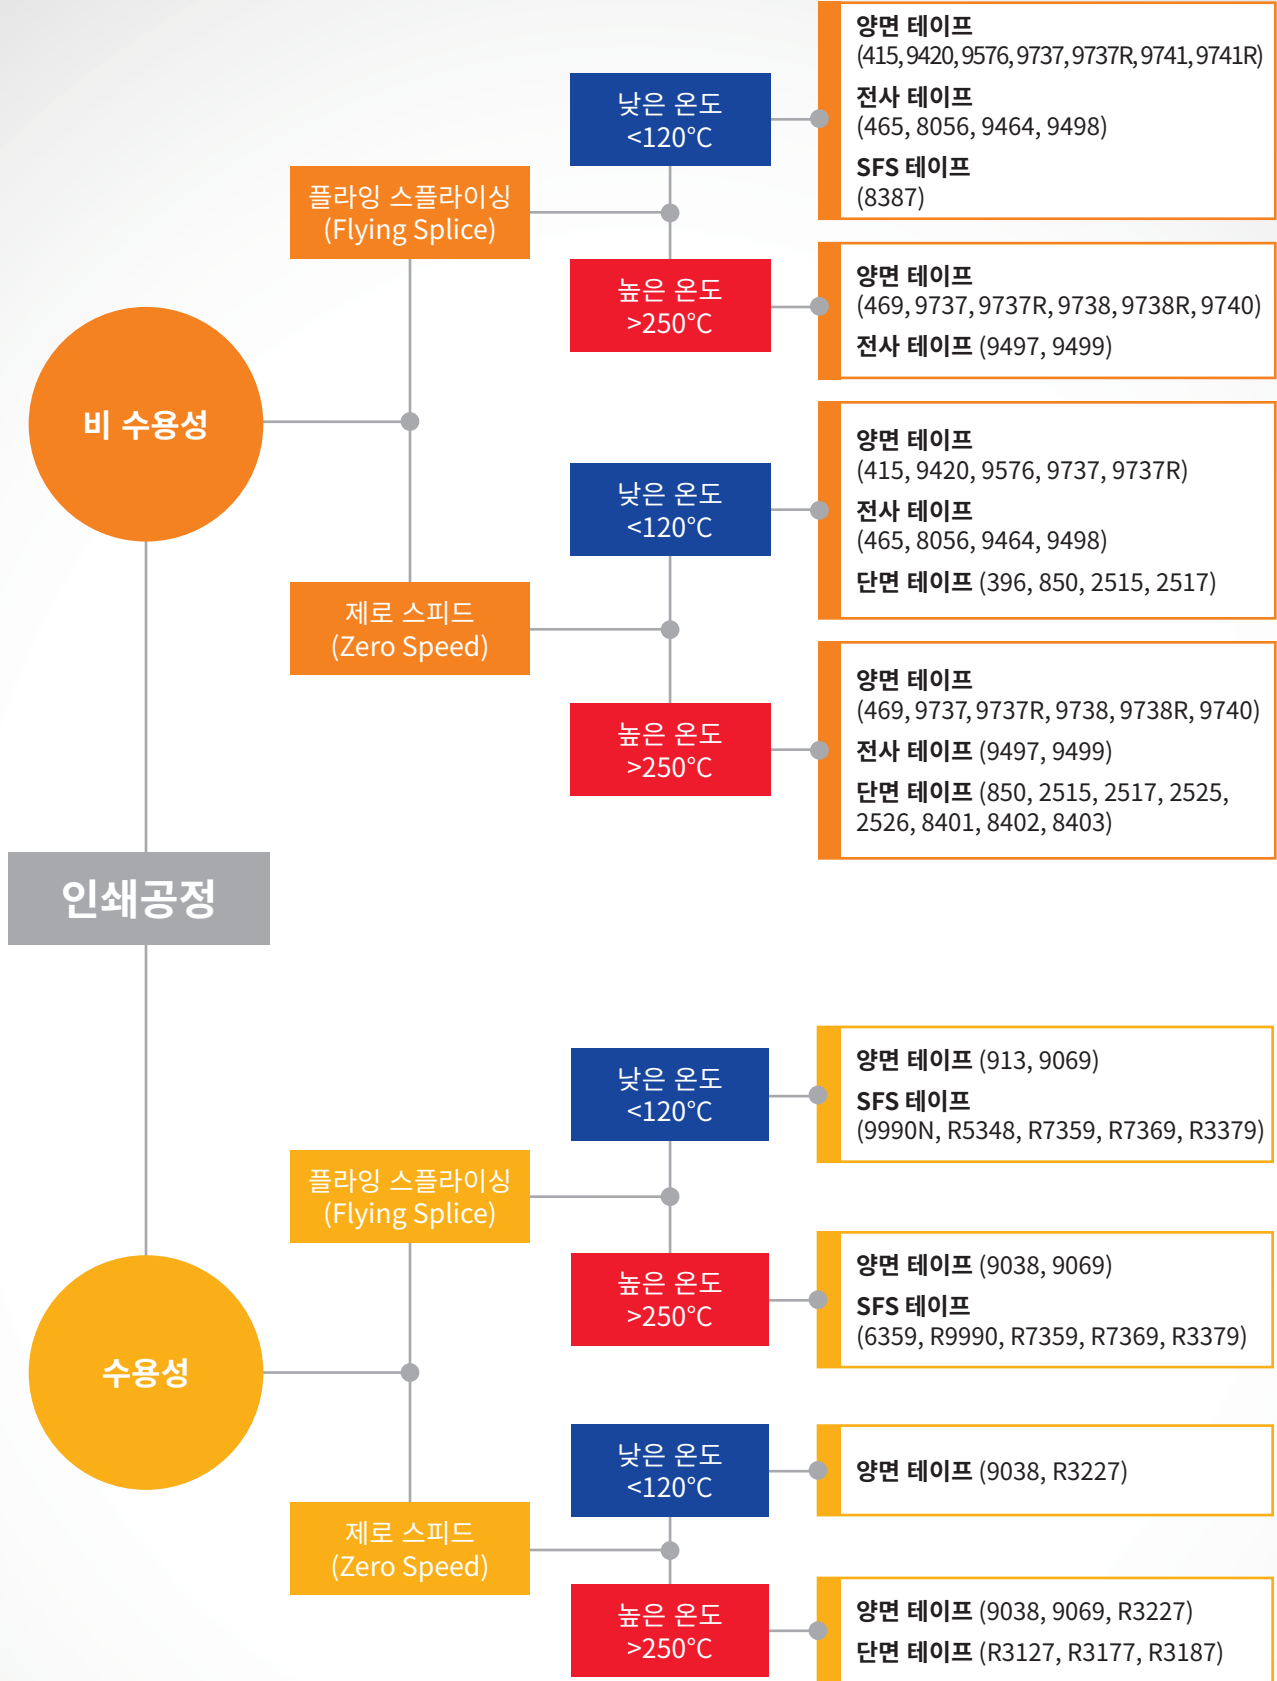 인쇄공정
비 수용성
플라잉 스플라이싱
(Flying Splice)
낮은 온도
<120°C
양면 테이프
(415, 9420, 9576, 9737, 9737R, 9741, 9741R)
전사 테이프
(465, 8056, 9464, 9498)
SFS 테이프
(8387)
높은 온도
>250°C
양면 테이프
(469, 9737, 9737R, 9738, 9738R, 9740)
전사 테이프 (9497, 9499)
제로 스피드
(Zero Speed)
낮은 온도
<120°C
양면 테이프
(415, 9420, 9576, 9737, 9737R)
전사 테이프
(465, 8056, 9464, 9498)
단면 테이프 (396, 850, 2515, 2517)
높은 온도
>250°C
양면 테이프
(469, 9737, 9737R, 9738, 9738R, 9740)
전사 테이프 (9497, 9499)
단면 테이프 (850, 2515, 2517, 2525,
2526, 8401, 8402, 8403)
수용성
플라잉 스플라이싱
(Flying Splice)
낮은 온도
<120°C
양면 테이프 (913, 9069)
SFS 테이프
(9990N, R5348, R7359, R7369, R3379)
높은 온도
>250°C
양면 테이프 (9038, 9069)
SFS 테이프
(6359, R9990, R7359, R7369, R3379)
제로 스피드
(Zero Speed)
낮은 온도
<120°C
양면 테이프 (9038, R3227)
높은 온도
>250°C
양면 테이프 (9038, 9069, R3227)
단면 테이프 (R3127, R3177, R3187)